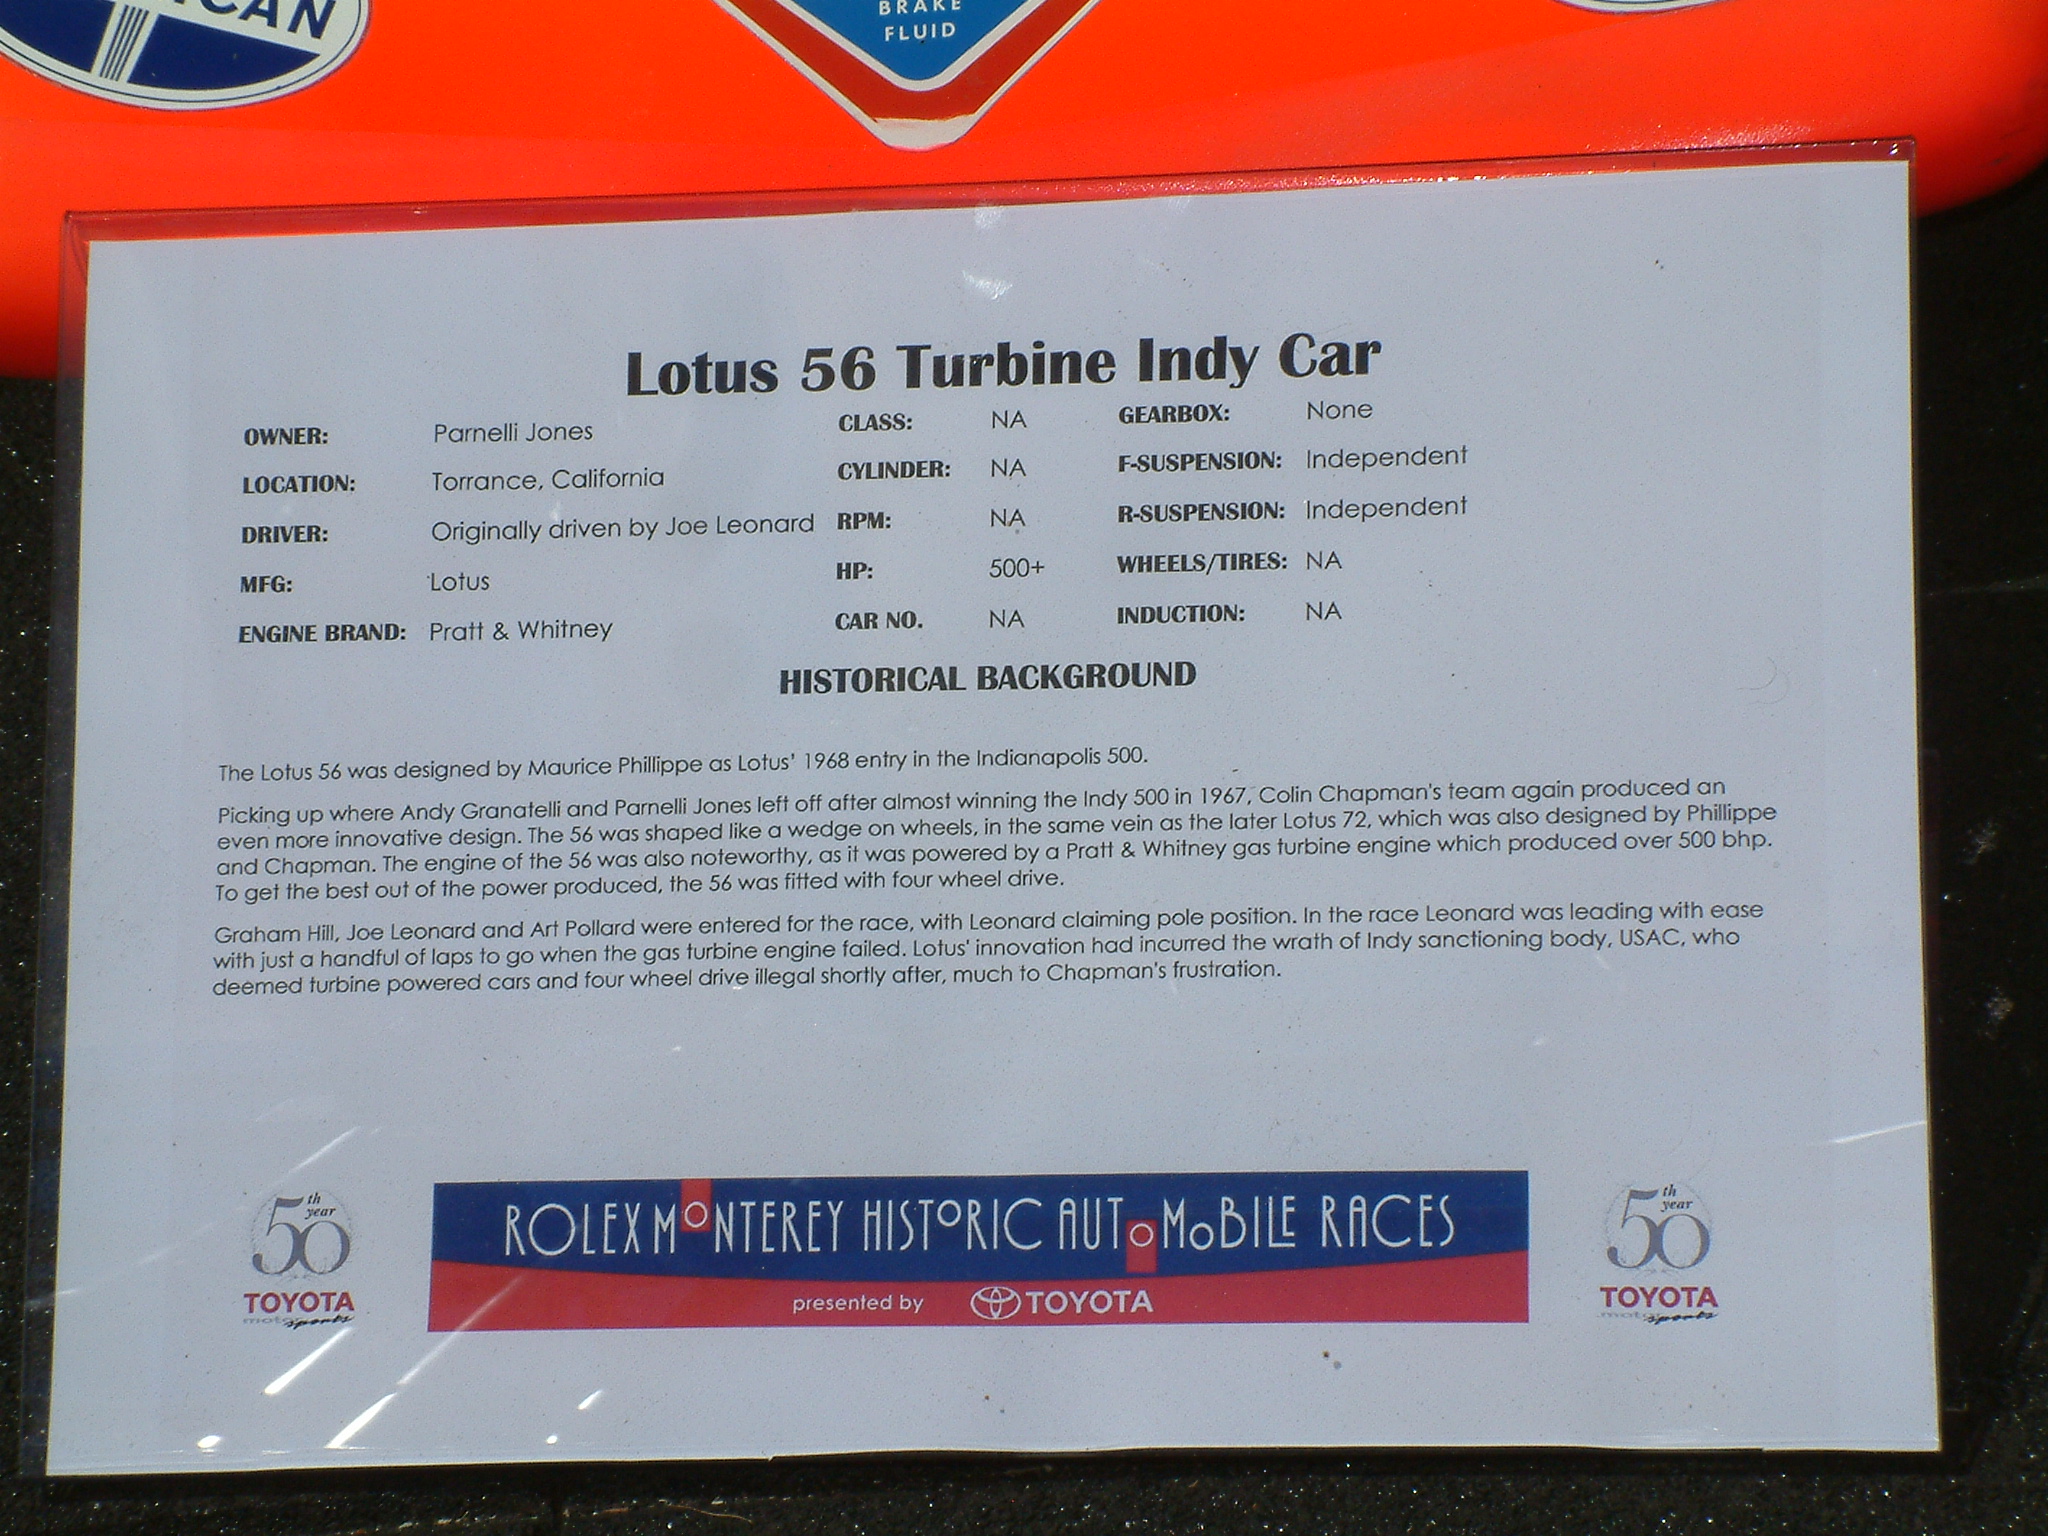 CAN
BRAKE
FLUID
Lotus 56 Turbine Indy Car
OWNER: Parnelli Jones CLASS: NA GEARBOX: None
LOCATION: Torrance, California CYLINDER: NA F-SUSPENSION: Independent
DRIVER: Originally driven by Joe Leonard RPM: NA R-SUSPENSION: Independent
MFG: Lotus HP: 500+ WHEELS/TIRES: NA
ENGINE BRAND: Pratt & Whitney CAR NO. NA INDUCTION: NA
HISTORICAL BACKGROUND
The Lotus 56 was designed by Maurice Phillippe as Lotus' 1968 entry in the Indianapolis 500.
Picking up where Andy Granatelli and Parnelli Jones left off after almost winning the Indy 500 in 1967, Colin Chapman's team again produced an
even more innovative design. The 56 was shaped like a wedge on wheels, in the same vein as the later Lotus 72, which was also designed by Phillippe
and Chapman. The engine of the 56 was also noteworthy, as it was powered by a Pratt & Whitney gas turbine engine which produced over 500 bhp.
To get the best out of the power produced, the 56 was fitted with four wheel drive.
Graham Hill, Joe Leonard and Art Pollard were entered for the race, with Leonard claiming pole position. In the race Leonard was leading with ease
with just a handful of laps to go when the gas turbine engine failed. Lotus' innovation had incurred the wrath of Indy sanctioning body, USAC, who
deemed turbine powered cars and four wheel drive illegal shortly after, much to Chapman's frustration.
50th year
TOYOTA
motorsports
ROLEX MONTEREY HISTORIC AUTOMOBILE RACES
presented by TOYOTA
50th year
TOYOTA
motorsports